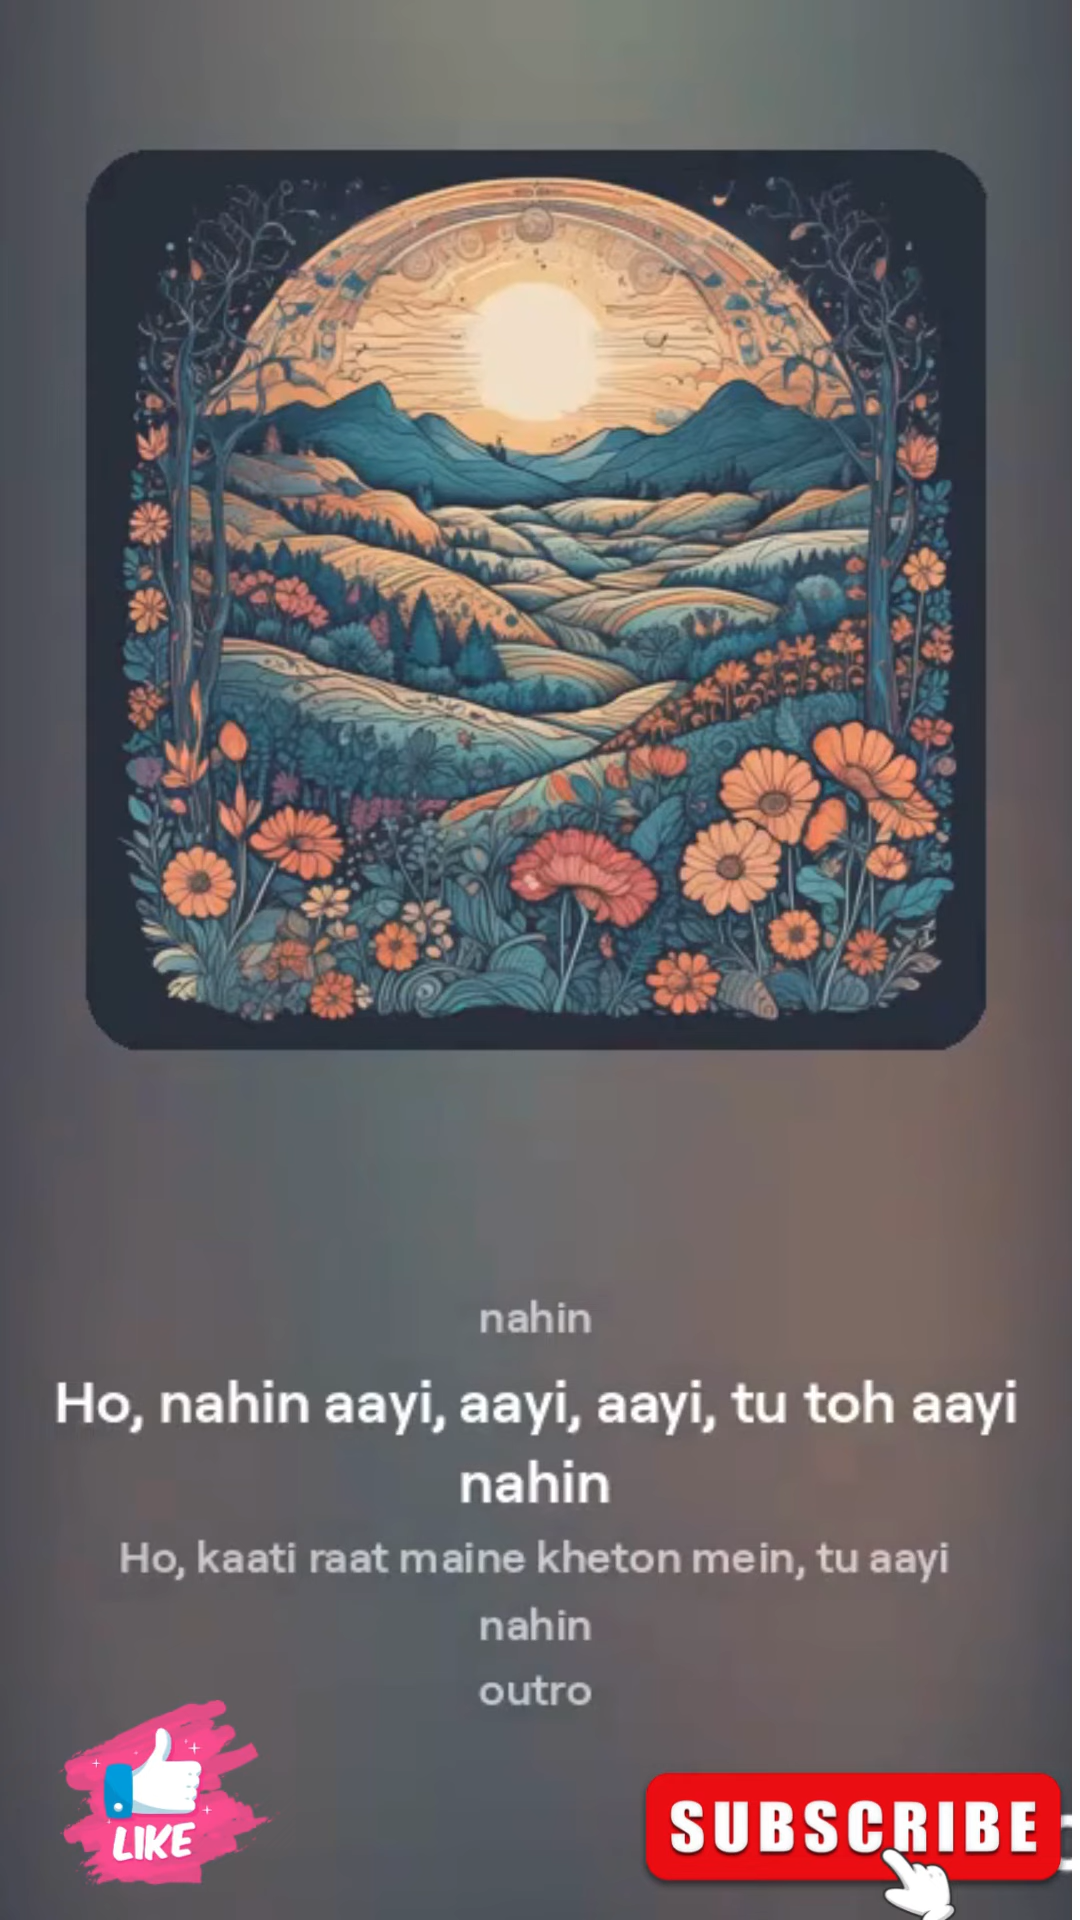 nahin
Ho, nahin aayi, aayi, aayi, tu toh aayi
nahin
Ho, kaati raat maine kheton mein, tu aayi
nahin
outro
LIKE
SUBSCRIBE